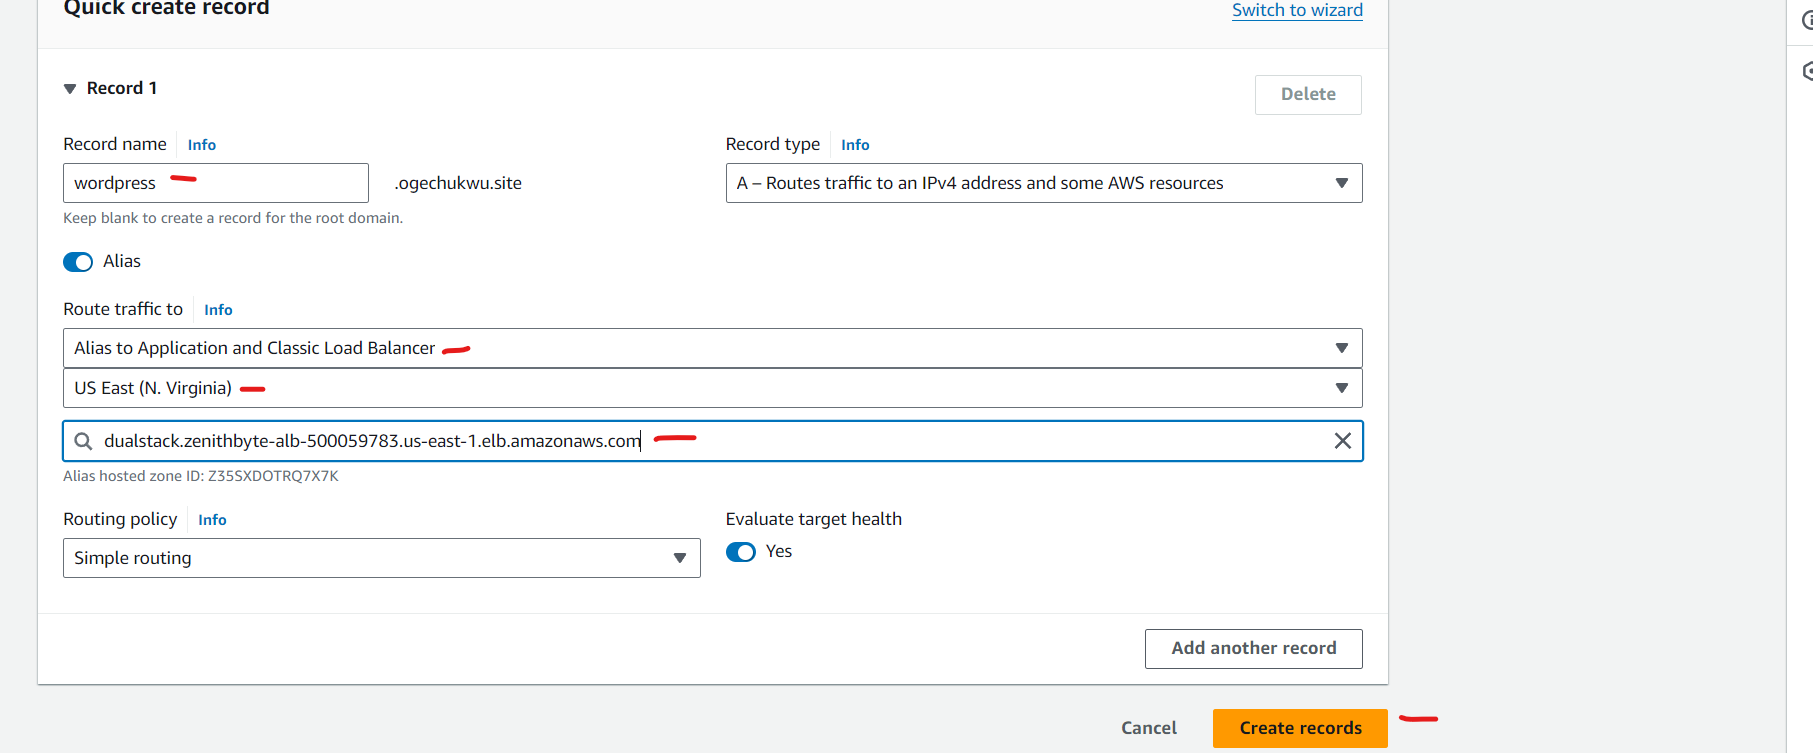 Quick create record
Switch to wizard
Record 1
Delete
Record name Info
Record type Info
wordpress .ogechukwu.site
A – Routes traffic to an IPv4 address and some AWS resources
Keep blank to create a record for the root domain.
Alias
Route traffic to Info
Alias to Application and Classic Load Balancer
US East (N. Virginia)
dualstack.zenithbyte-alb-500059783.us-east-1.elb.amazonaws.com
Alias hosted zone ID: Z35SXDOTRQ7X7K
Routing policy Info
Evaluate target health
Simple routing
Yes
Add another record
Cancel
Create records